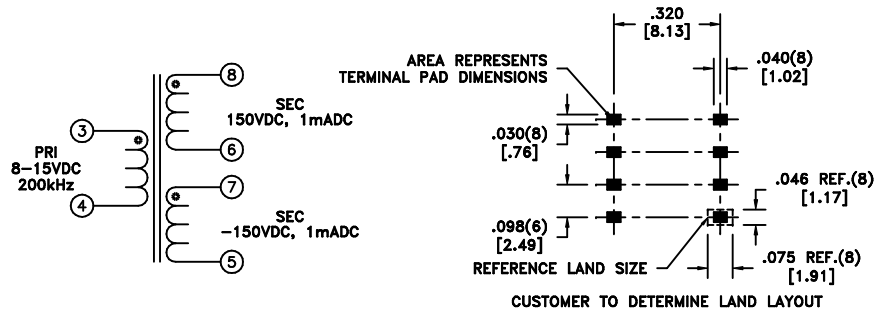 8
SEC
150VDC, 1mADC
6
3
PRI
8-15VDC
200kHz
4
7
SEC
-150VDC, 1mADC
5
.320
[8.13]
AREA REPRESENTS
TERMINAL PAD DIMENSIONS
.040(8)
[1.02]
.030(8)
[.76]
.046 REF.(8)
[1.17]
.098(6)
[2.49]
REFERENCE LAND SIZE
.075 REF.(8)
[1.91]
CUSTOMER TO DETERMINE LAND LAYOUT